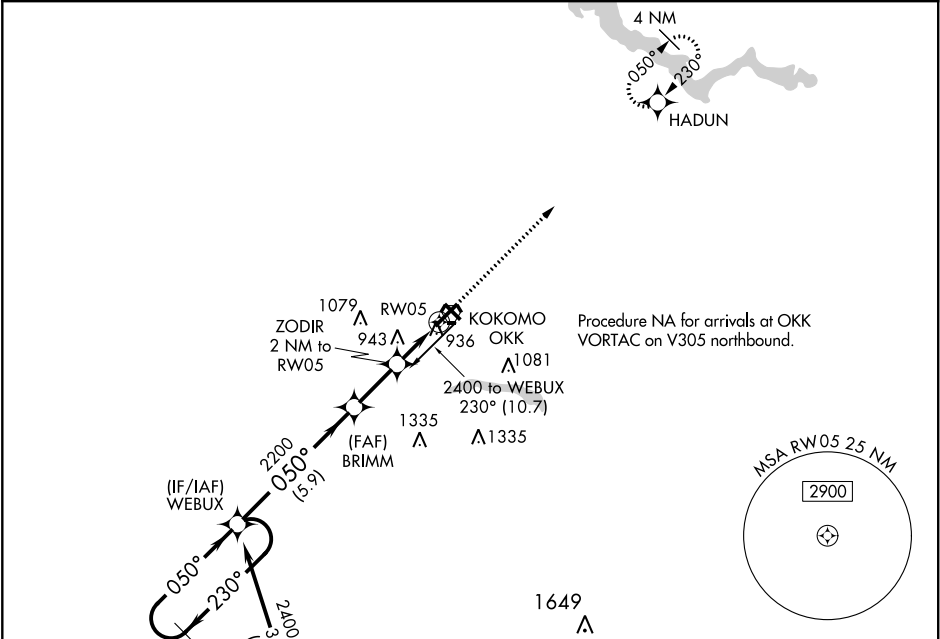 4 NM
050°
230°
HADUN
1079
RW05
KOKOMO
OKK
ZODIR
2 NM to
RW05
943
936
Procedure NA for arrivals at OKK
VORTAC on V305 northbound.
1081
2400 to WEBUX
230° (10.7)
1335
1335
(FAF)
BRIMM
2200
050°
(5.9)
(IF/IAF)
WEBUX
MSA RW05 25 NM
2900
050°
230°
2400
3
1649